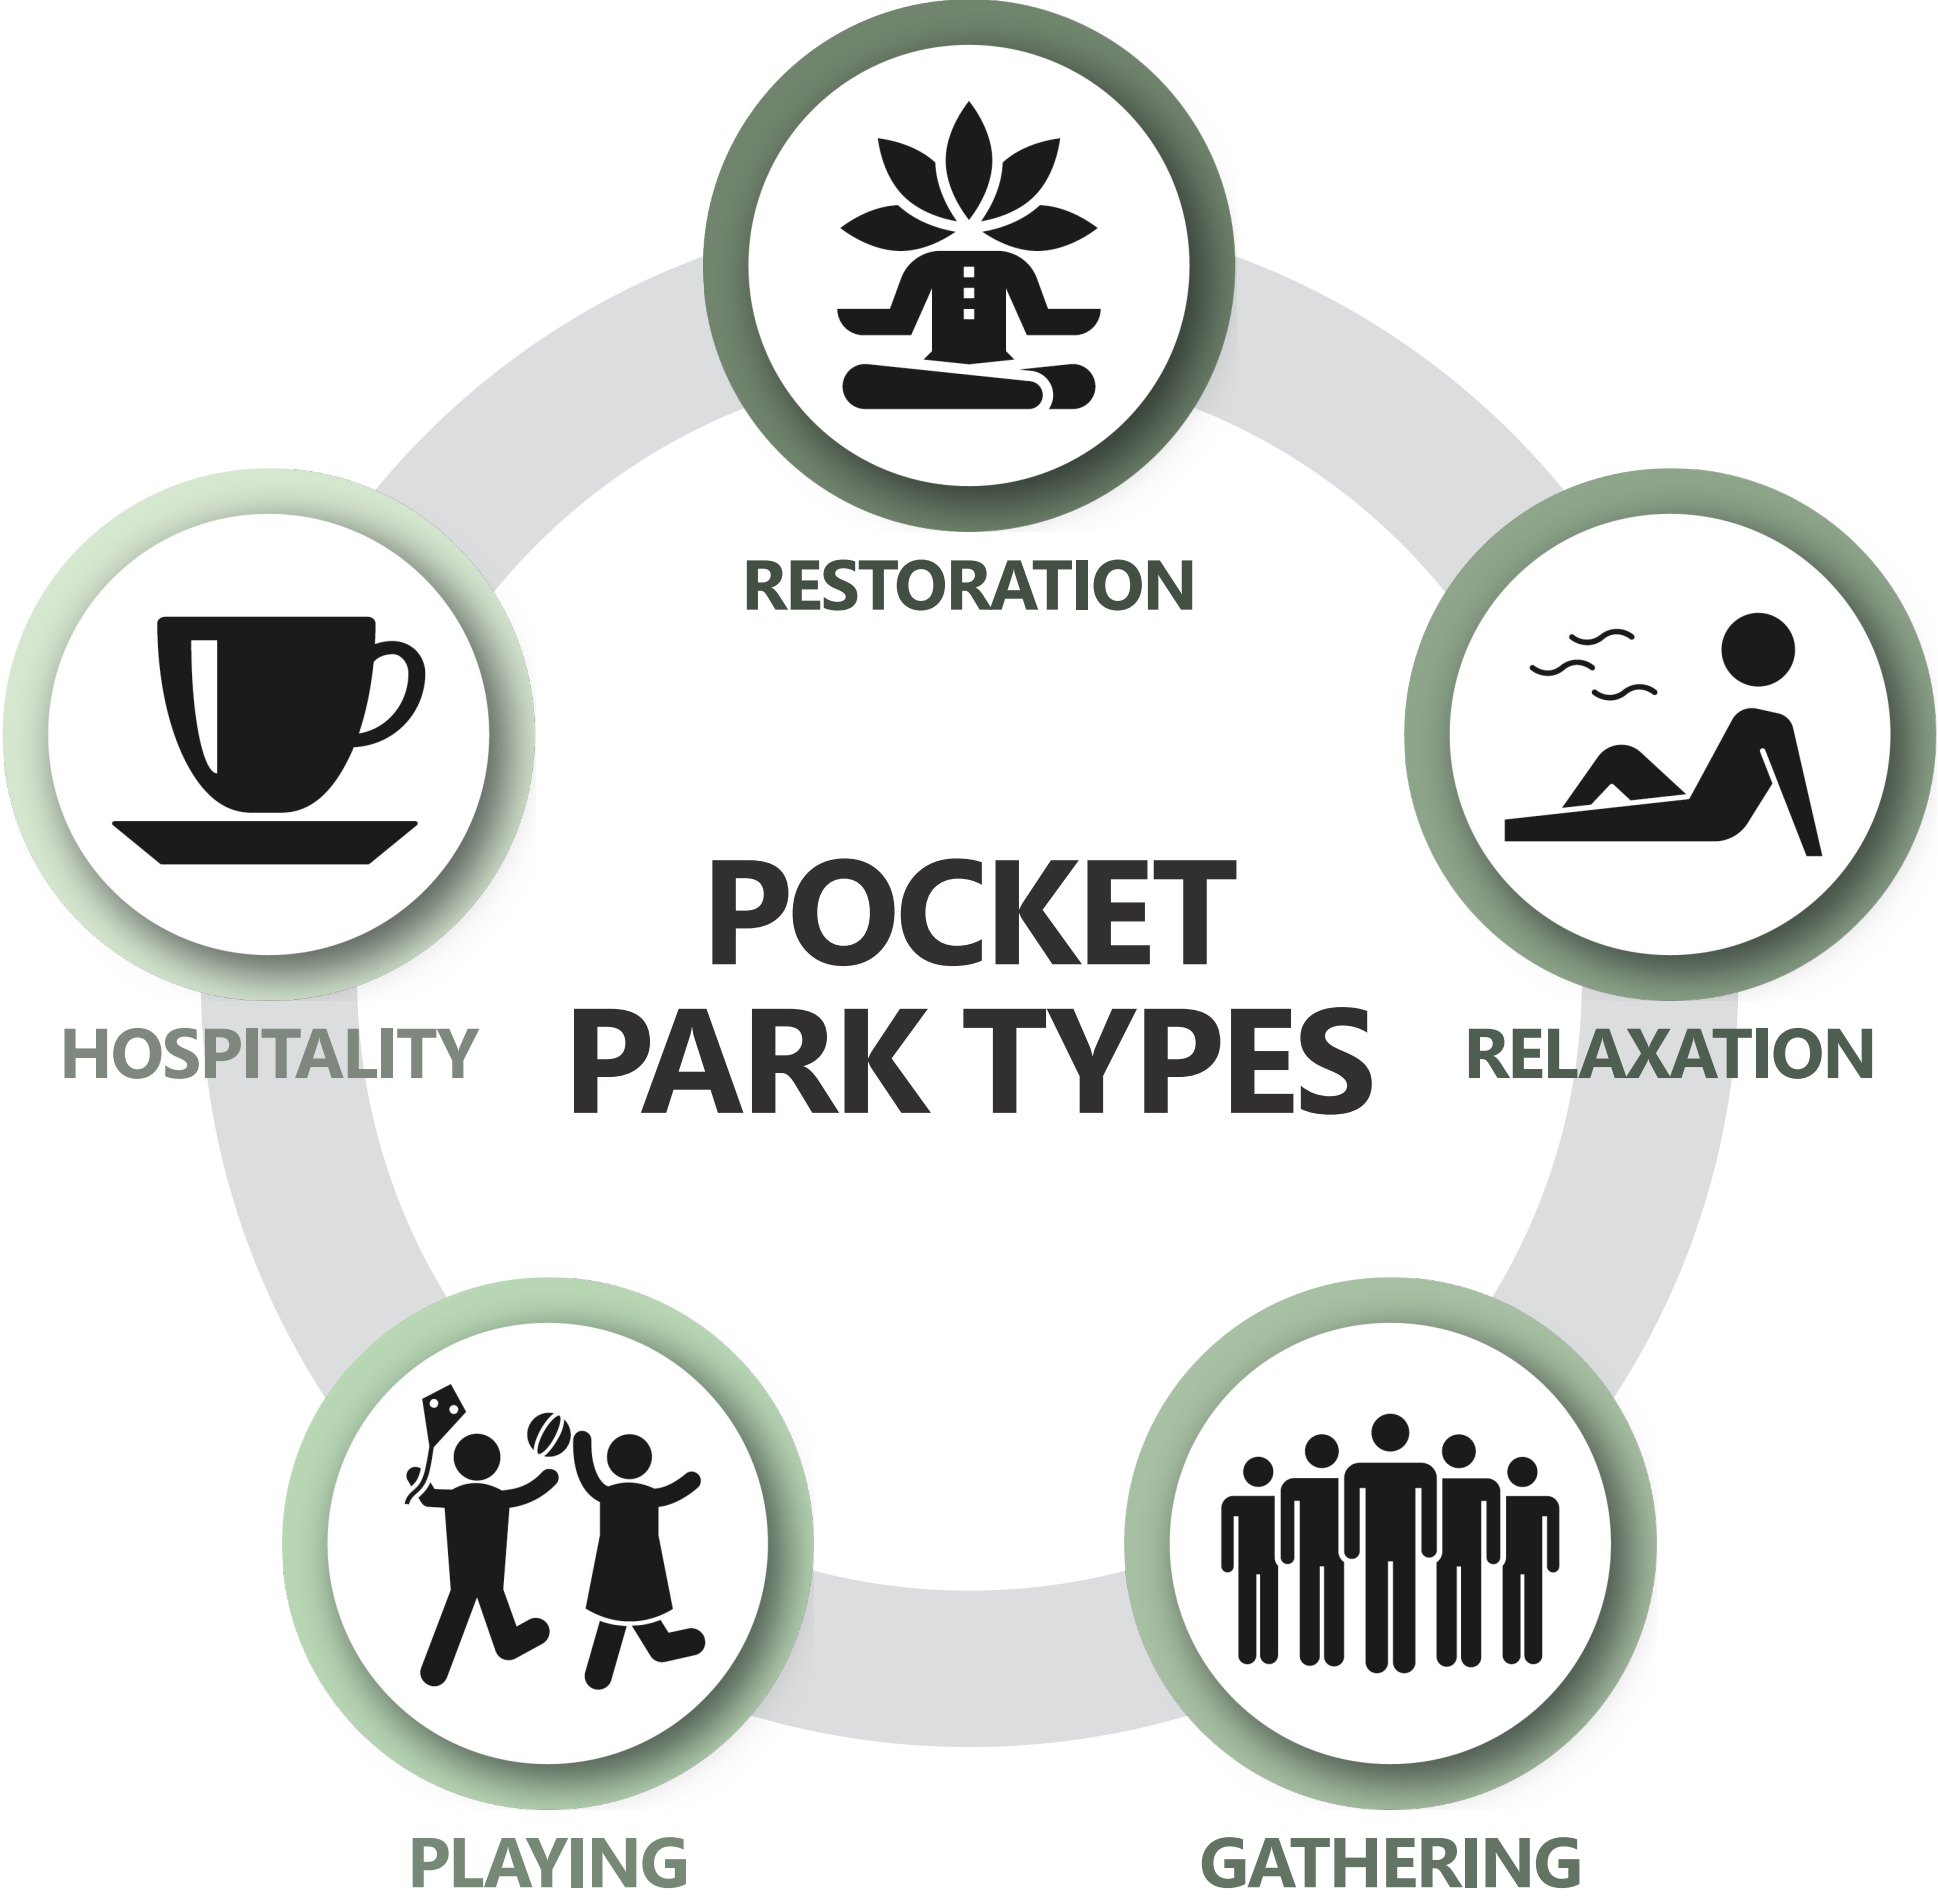 RESTORATION
POCKET
PARK TYPES
HOSPITALITY
RELAXATION
PLAYING
GATHERING